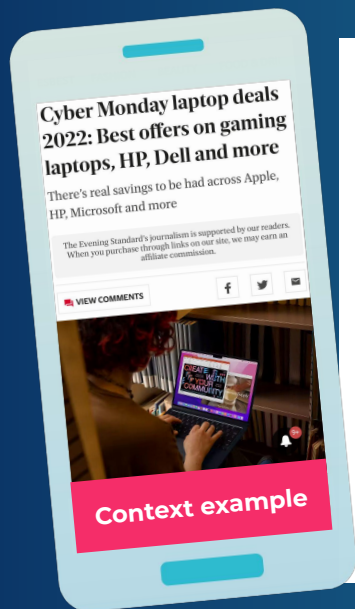 Cyber Monday laptop deals
2022: Best offers on gaming
laptops, HP, Dell and more
There's real savings to be had across Apple,
HP, Microsoft and more
The Evening Standard's journalism is supported by our readers.
When you purchase through links on our site, we may earn an
affiliate commission.
VIEW COMMENTS
CREATE
WITH
YOUR
COMMUNITY
Context example